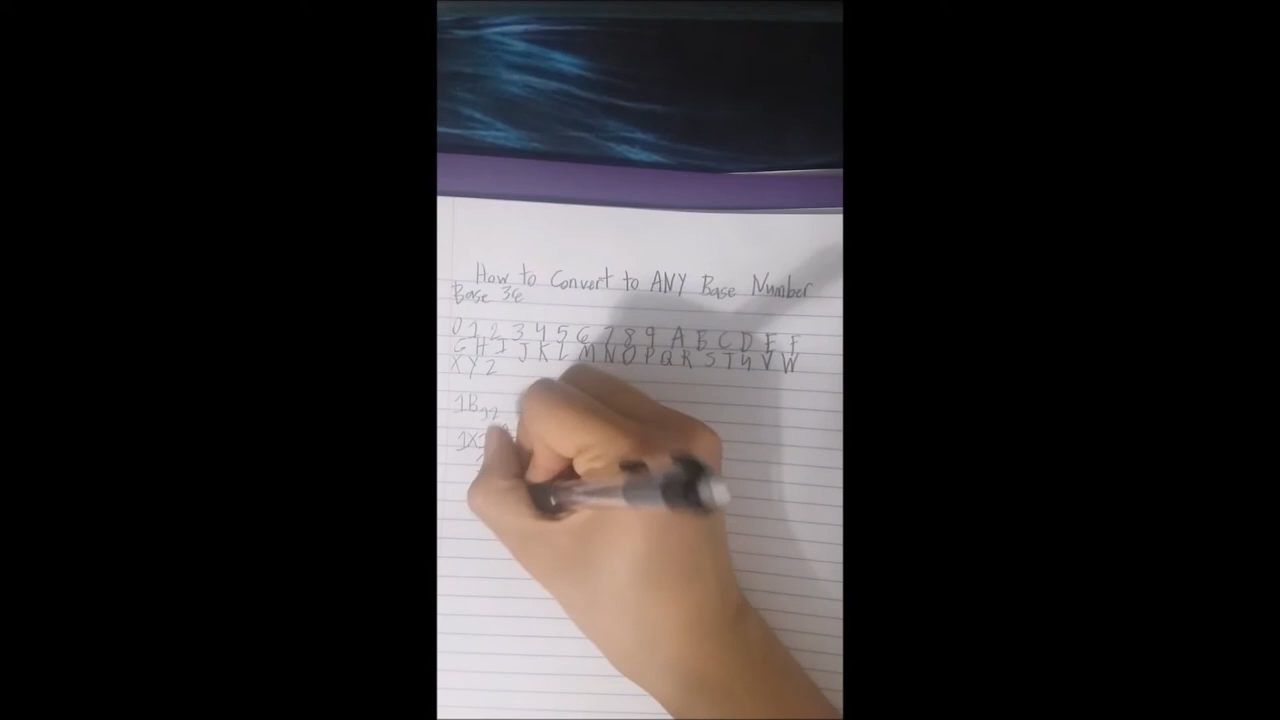 How to Convert to ANY Base Number
Base 36
0 1 2 3 4 5 6 7 8 9 A B C D E F
G H I J K L M N O P Q R S T U V W
X Y Z
1B12